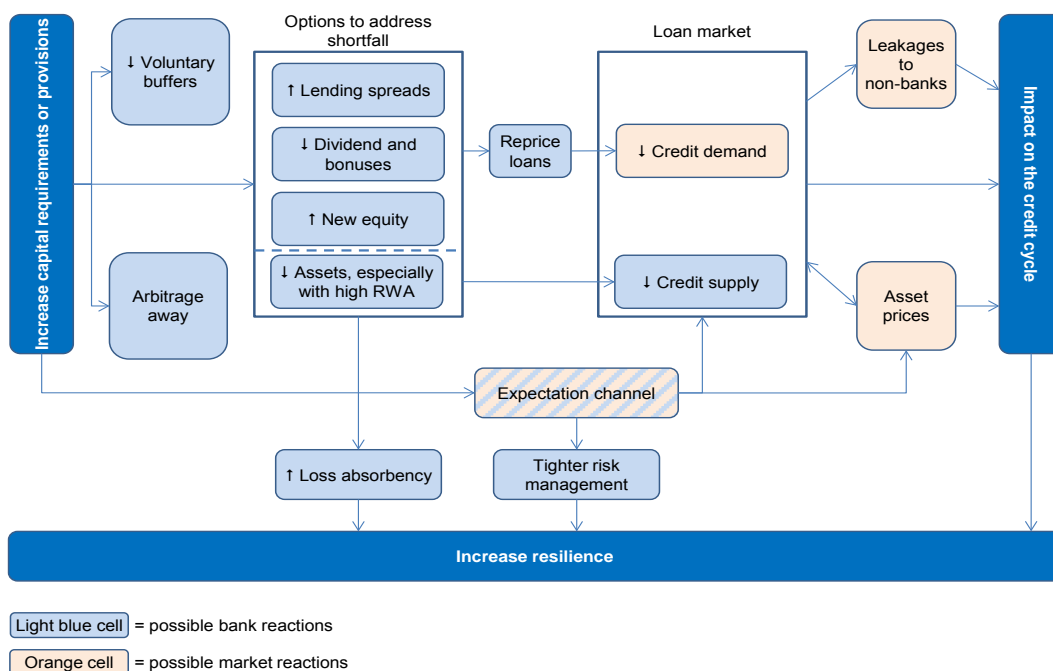 Increase capital requirements or provisions
↓ Voluntary
buffers
Arbitrage
away
Options to address
shortfall
↑ Lending spreads
↓ Dividend and
bonuses
↑ New equity
↓ Assets, especially
with high RWA
Reprice
loans
Loan market
↓ Credit demand
↓ Credit supply
Leakages
to
non-banks
Asset
prices
Impact on the credit cycle
Expectation channel
↑ Loss absorbency
Tighter risk
management
Increase resilience
Light blue cell = possible bank reactions
Orange cell = possible market reactions